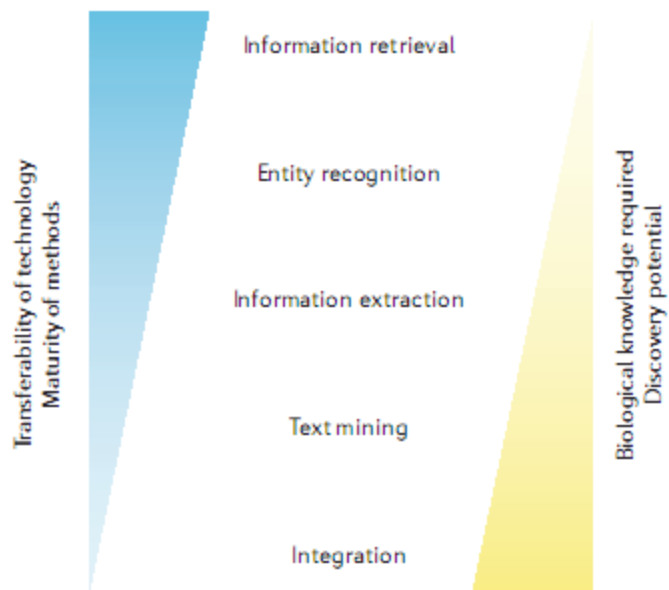 Information retrieval
Entity recognition
Information extraction
Text mining
Integration
Transferability of technology
Maturity of methods
Biological knowledge required
Discovery potential